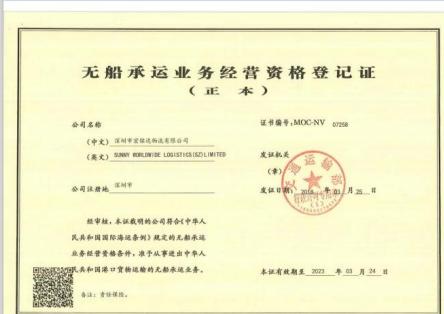 无船承运业务经营资格登记证
（正 本）
公司名称
证书编号：MOC-NV 07258
（中文）深圳市宏保达物流有限公司
（英文）SUNNY WORLDWIDE LOGISTICS(SZ)LIMITED
发证机关
（章）
公司注册地 深圳市
发证日期 03 月 25 日
经审核，本证载明的公司符合《中华人
民共和国国际海运条例》规定的无船承运
业务经营资格条件，准予从事进出中华人
民共和国港口货物运输的无船承运业务。
本证有效期至 2023 年 03 月 24 日
备注：责任保险。